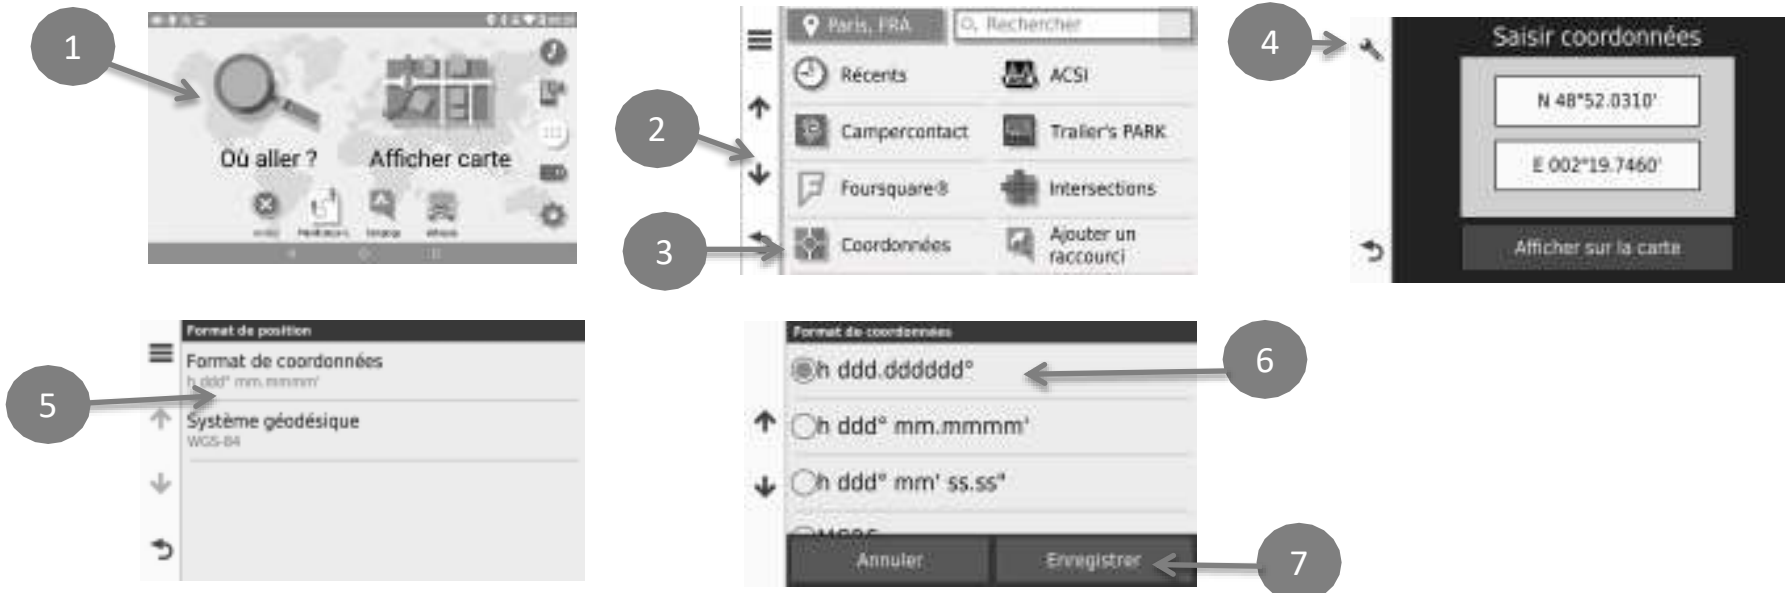 1
Où aller ?
Afficher carte
2
3
Paris, FRA
Rechercher
Récents
ACSI
Campercontact
Trailer's PARK
Foursquare®
Intersections
Coordonnées
Ajouter un
raccourci
4
Saisir coordonnées
N 48°52.0310'
E 002°19.7460'
Afficher sur la carte
5
Format de position
Format de coordonnées
h ddd° mm.mmmm'
Système géodésique
WGS-84
6
7
Format de coordonnées
h ddd.dddddd°
h ddd° mm.mmmm'
h ddd° mm' ss.ss"
Annuler
Enregistrer